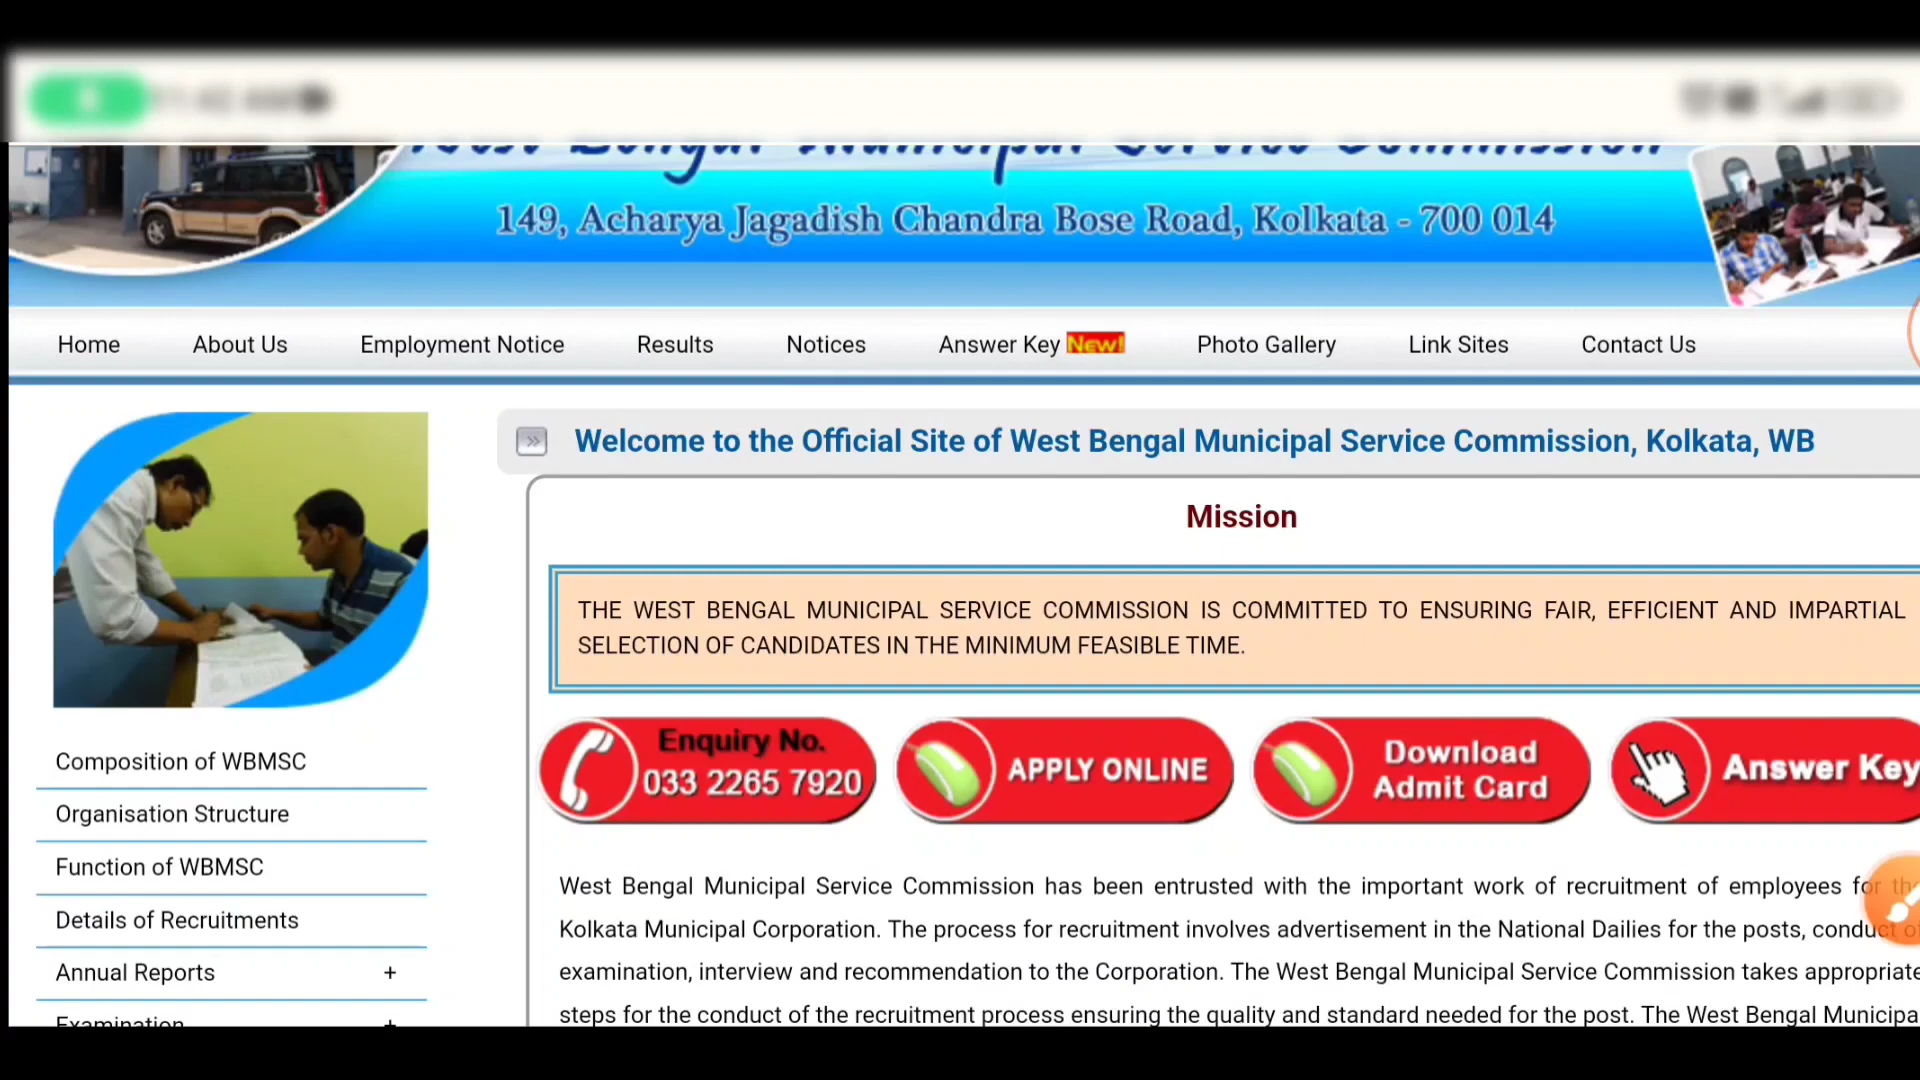 149, Acharya Jagadish Chandra Bose Road, Kolkata - 700 014
Home About Us Employment Notice Results Notices Answer Key New! Photo Gallery Link Sites Contact Us
Welcome to the Official Site of West Bengal Municipal Service Commission, Kolkata, WB
Mission
THE WEST BENGAL MUNICIPAL SERVICE COMMISSION IS COMMITTED TO ENSURING FAIR, EFFICIENT AND IMPARTIAL
SELECTION OF CANDIDATES IN THE MINIMUM FEASIBLE TIME.
Enquiry No.
033 2265 7920
APPLY ONLINE
Download
Admit Card
Answer Key
Composition of WBMSC
Organisation Structure
Function of WBMSC
Details of Recruitments
Annual Reports +
Examination +
West Bengal Municipal Service Commission has been entrusted with the important work of recruitment of employees for the
Kolkata Municipal Corporation. The process for recruitment involves advertisement in the National Dailies for the posts, conduct of
examination, interview and recommendation to the Corporation. The West Bengal Municipal Service Commission takes appropriate
steps for the conduct of the recruitment process ensuring the quality and standard needed for the post. The West Bengal Municipa